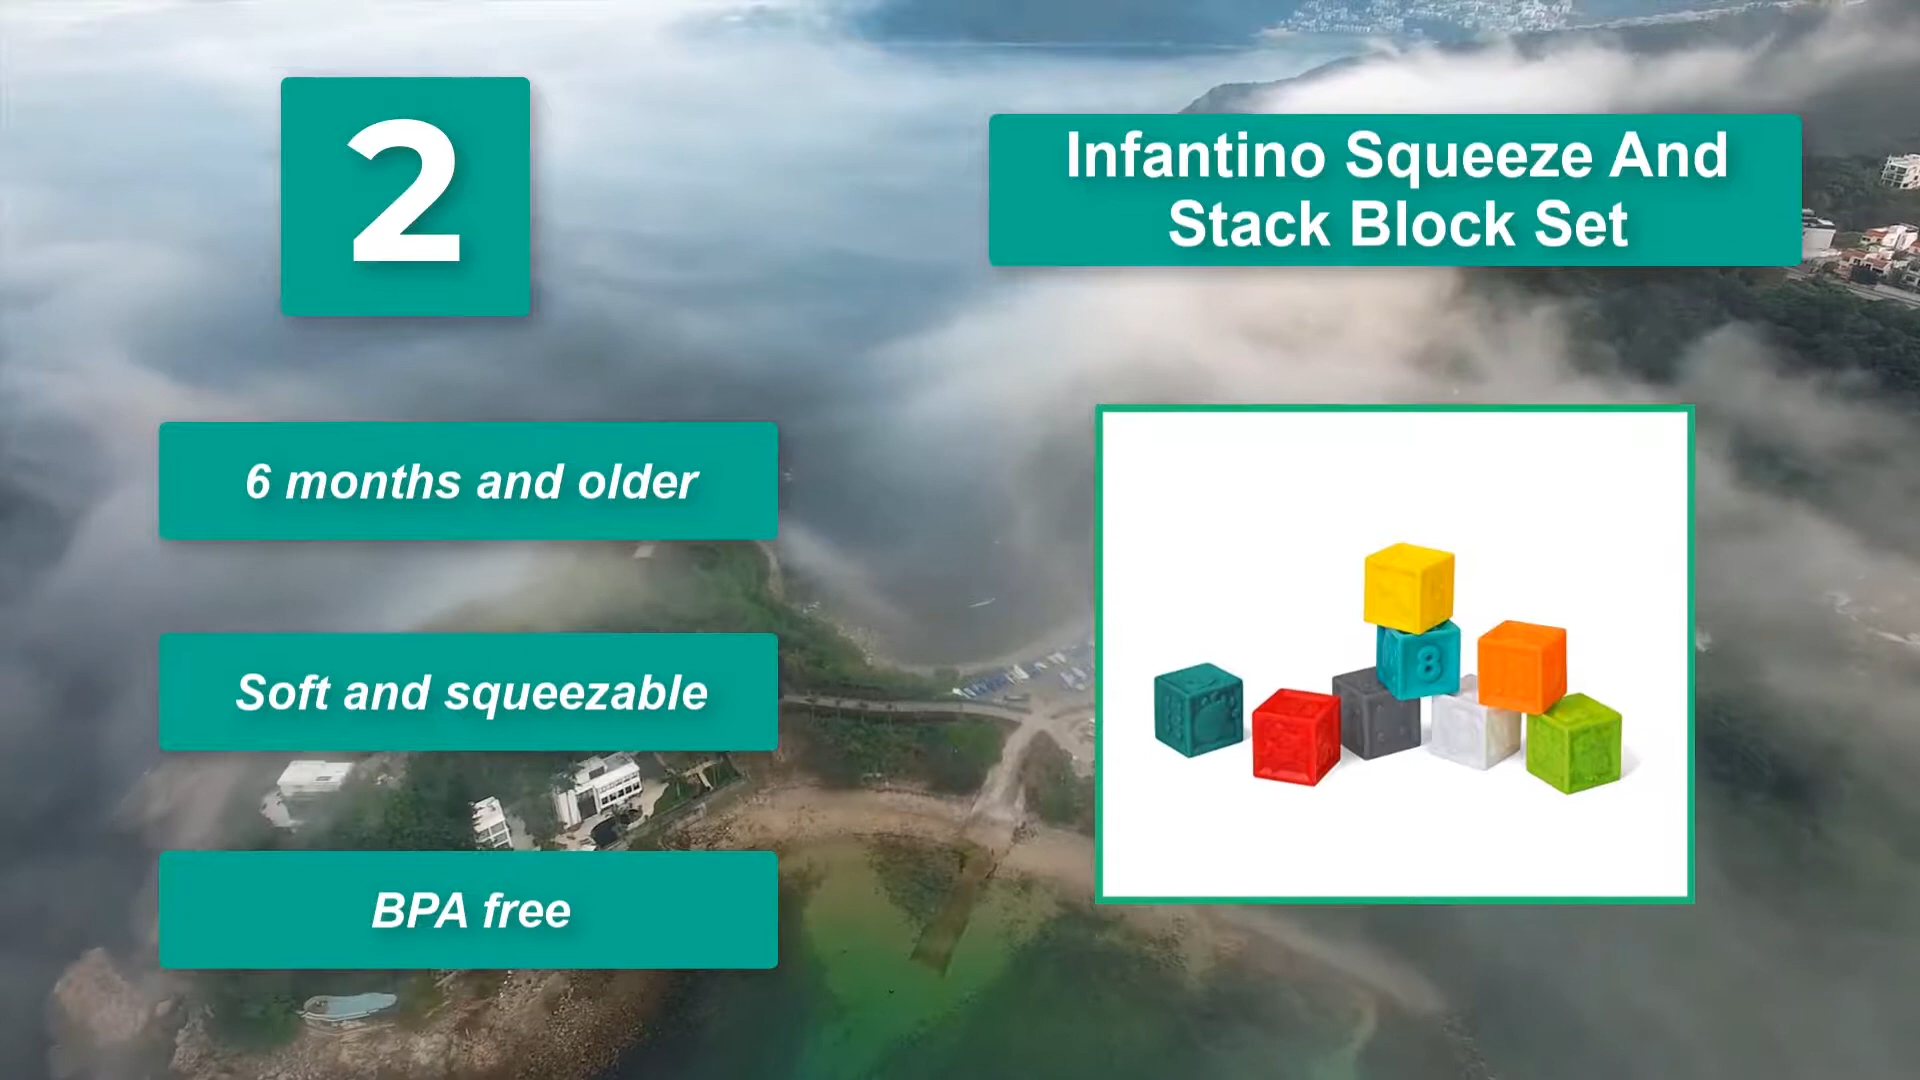 2
Infantino Squeeze And
Stack Block Set
6 months and older
Soft and squeezable
BPA free
8